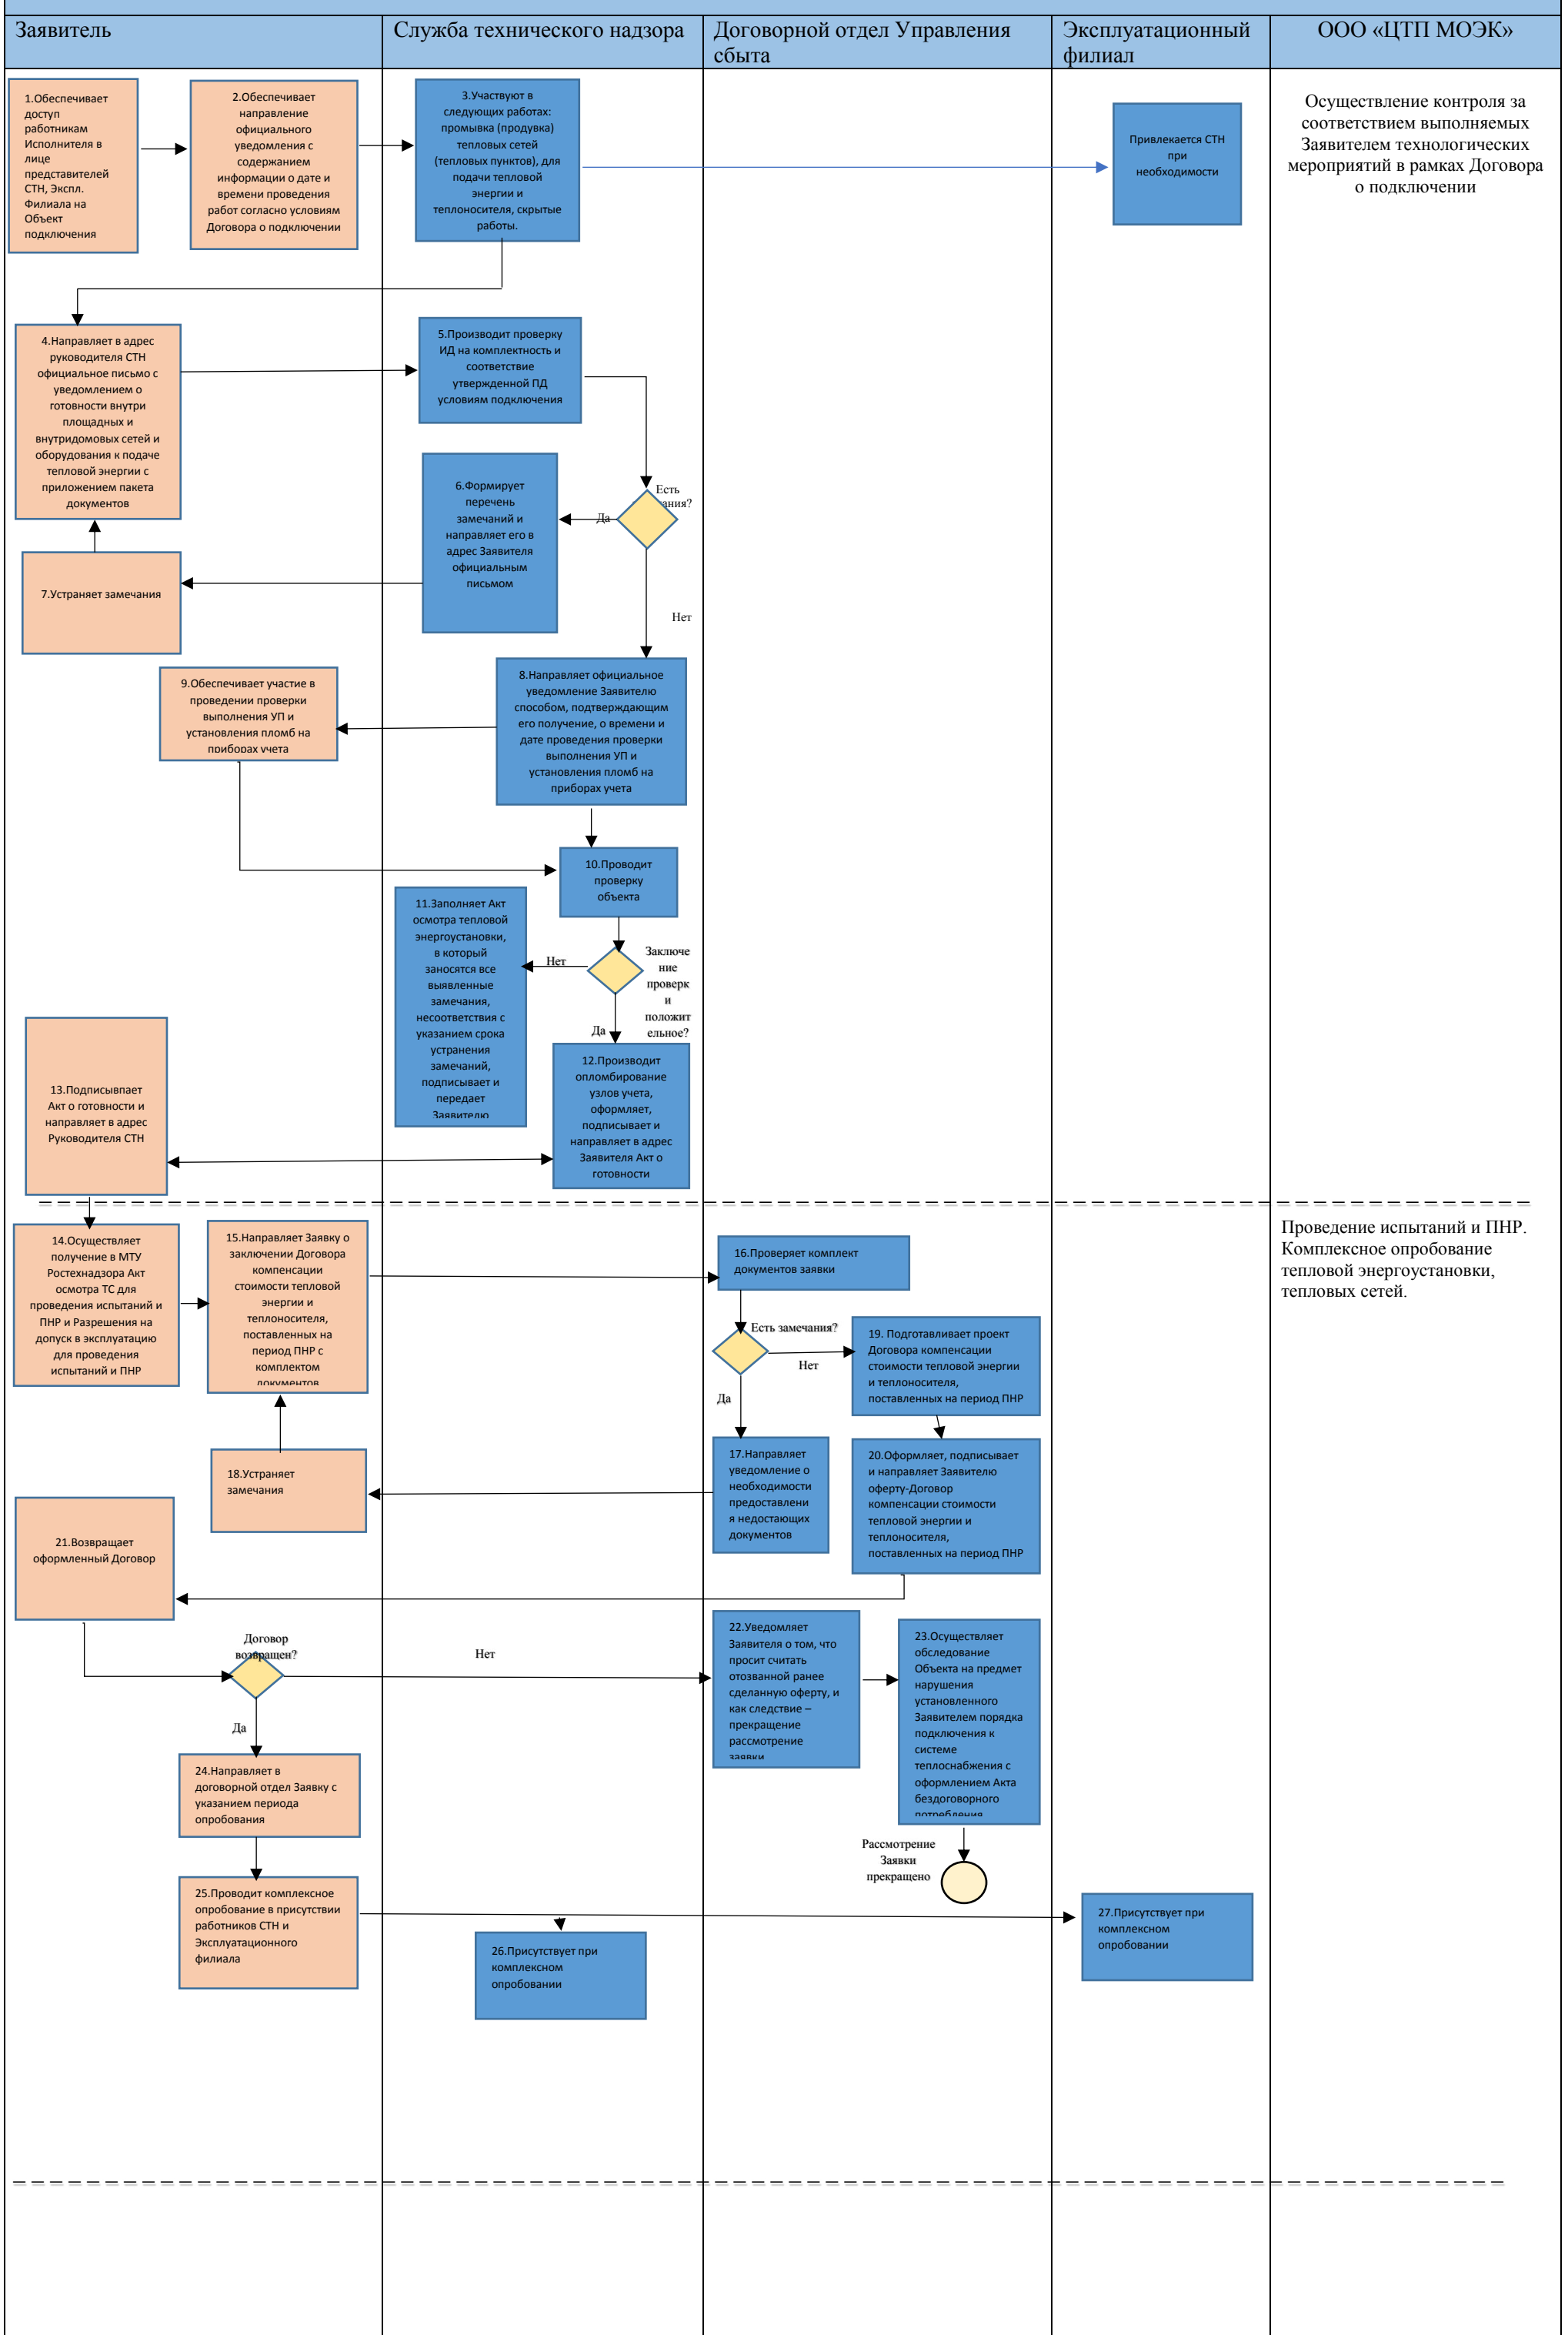 Заявитель
Служба технического надзора
Договорной отдел Управления
сбыта
Эксплуатационный
филиал
ООО «ЦТП МОЭК»
1.Обеспечивает
доступ
работникам
Исполнителя в
лице
представителей
СТН, Экспл.
Филиала на
Объект
подключения
2.Обеспечивает
направление
официального
уведомления с
содержанием
информации о дате и
времени проведения
работ согласно условиям
Договора о подключении
3.Участвуют в
следующих работах:
промывка (продувка)
тепловых сетей
(тепловых пунктов), для
подачи тепловой
энергии и
теплоносителя, скрытые
работы.
Привлекается СТН
при
необходимости
Осуществление контроля за
соответствием выполняемых
Заявителем технологических
мероприятий в рамках Договора
о подключении
4.Направляет в адрес
руководителя СТН
официальное письмо с
уведомлением о
готовности внутри
площадных и
внутридомовых сетей и
оборудования к подаче
тепловой энергии с
приложением пакета
документов
5.Производит проверку
ИД на комплектность и
соответствие
утвержденной ПД
условиям подключения
Есть
ания?
Да
6.Формирует
перечень
замечаний и
направляет его в
адрес Заявителя
официальным
письмом
7.Устраняет замечания
Нет
8.Направляет официальное
уведомление Заявителю
способом, подтверждающим
его получение, о времени и
дате проведения проверки
выполнения УП и
установления пломб на
приборах учета
9.Обеспечивает участие в
проведении проверки
выполнения УП и
установления пломб на
приборах учета
10.Проводит
проверку
объекта
11.Заполняет Акт
осмотра тепловой
энергоустановки,
в который
заносятся все
выявленные
замечания,
несоответствия с
указанием срока
устранения
замечаний,
подписывает и
передает
Заявителю
Нет
Заключе
ние
проверк
и
положит
ельное?
Да
12.Производит
опломбирование
узлов учета,
оформляет,
подписывает и
направляет в адрес
Заявителя Акт о
готовности
13.Подписывпает
Акт о готовности и
направляет в адрес
Руководителя СТН
14.Осуществляет
получение в МТУ
Ростехнадзора Акт
осмотра ТС для
проведения испытаний и
ПНР и Разрешения на
допуск в эксплуатацию
для проведения
испытаний и ПНР
15.Направляет Заявку о
заключении Договора
компенсации
стоимости тепловой
энергии и
теплоносителя,
поставленных на
период ПНР с
комплектом
документов
16.Проверяет комплект
документов заявки
Проведение испытаний и ПНР.
Комплексное опробование
тепловой энергоустановки,
тепловых сетей.
Есть замечания?
Нет
Да
19. Подготавливает проект
Договора компенсации
стоимости тепловой энергии
и теплоносителя,
поставленных на период ПНР
17.Направляет
уведомление о
необходимости
предоставлени
я недостающих
документов
20.Оформляет, подписывает
и направляет Заявителю
оферту-Договор
компенсации стоимости
тепловой энергии и
теплоносителя,
поставленных на период ПНР
18.Устраняет
замечания
21.Возвращает
оформленный Договор
Договор
возвращен?
Нет
Да
22.Уведомляет
Заявителя о том, что
просит считать
отозванной ранее
сделанную оферту, и
как следствие –
прекращение
рассмотрение
заявки
23.Осуществляет
обследование
Объекта на предмет
нарушения
установленного
Заявителем порядка
подключения к
системе
теплоснабжения с
оформлением Акта
бездоговорного
потребления
24.Направляет в
договорной отдел Заявку с
указанием периода
опробования
Рассмотрение
Заявки
прекращено
25.Проводит комплексное
опробование в присутствии
работников СТН и
Эксплуатационного
филиала
26.Присутствует при
комплексном
опробовании
27.Присутствует при
комплексном
опробовании